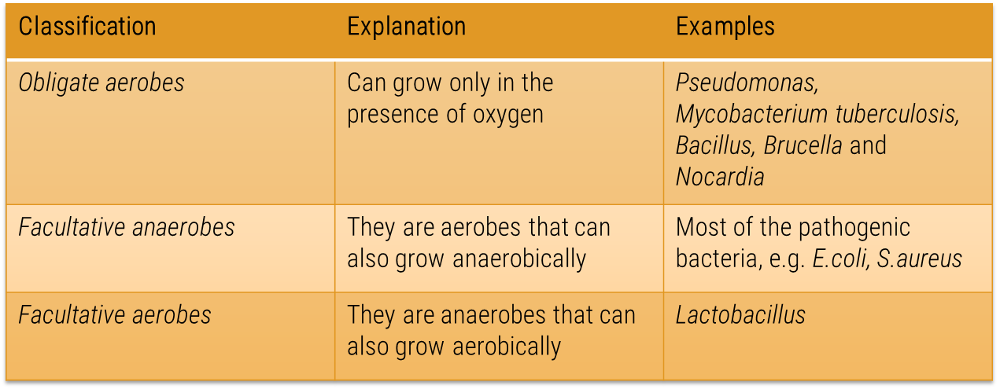 Classification Explanation Examples
Obligate aerobes
Can grow only in the
presence of oxygen
Pseudomonas,
Mycobacterium tuberculosis,
Bacillus, Brucella and
Nocardia
Facultative anaerobes
They are aerobes that can
also grow anaerobically
Most of the pathogenic
bacteria, e.g. E.coli, S.aureus
Facultative aerobes
They are anaerobes that can
also grow aerobically
Lactobacillus